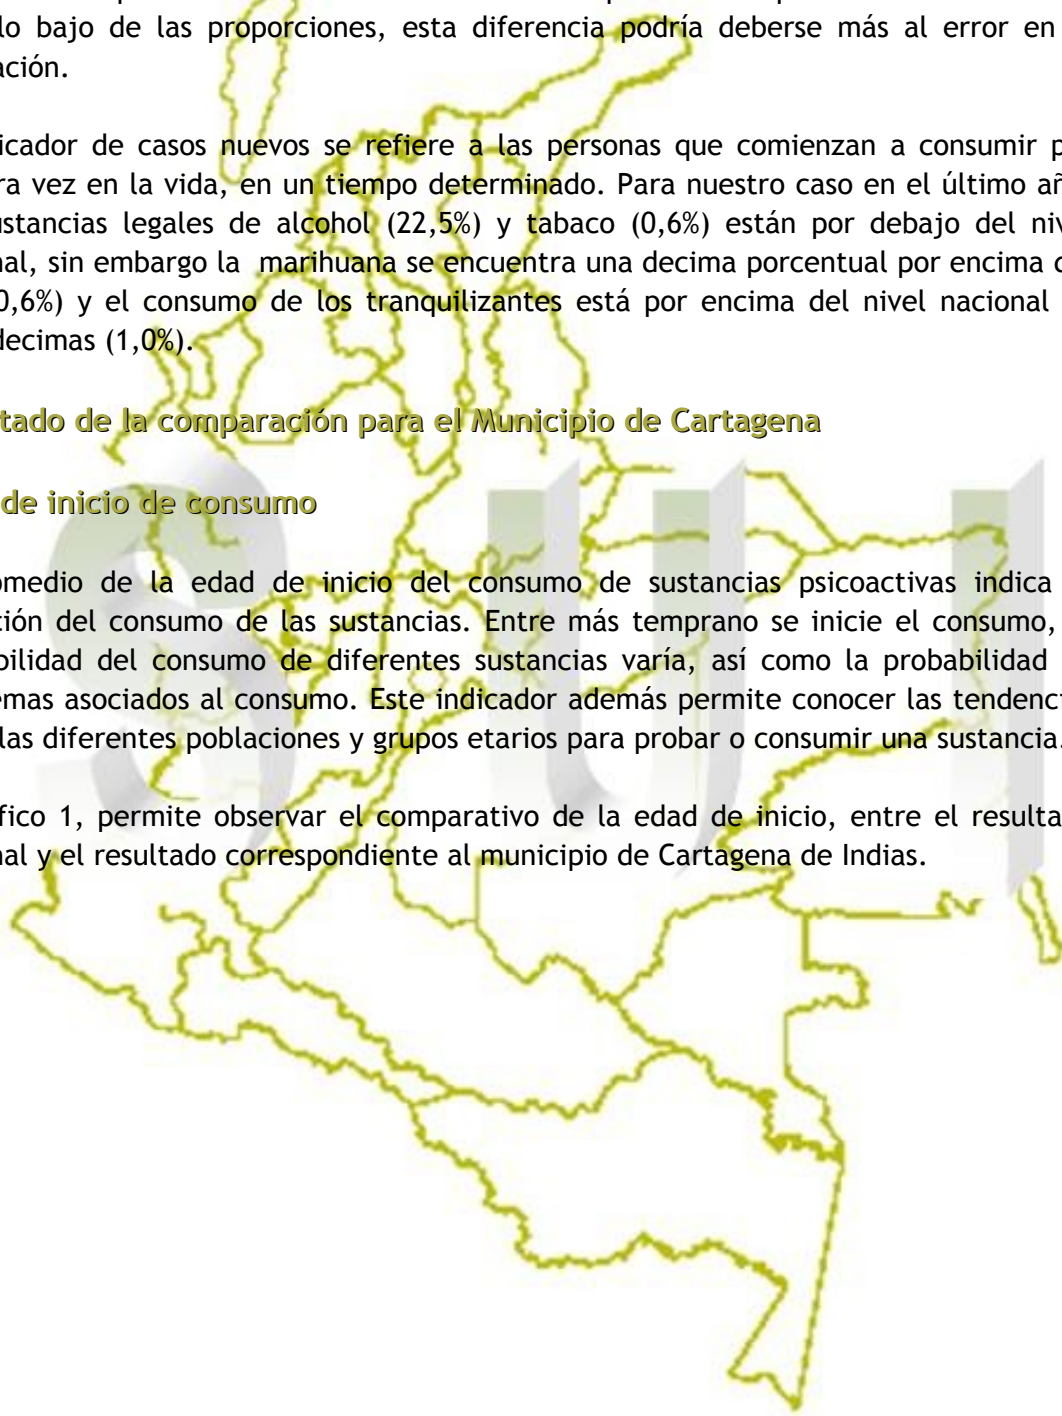 lo bajo de las proporciones, esta diferencia podría deberse más al error en
ación.
icador de casos nuevos se refiere a las personas que comienzan a consumir p
ra vez en la vida, en un tiempo determinado. Para nuestro caso en el último añ
ustancias legales de alcohol (22,5%) y tabaco (0,6%) están por debajo del niv
nal, sin embargo la marihuana se encuentra una decima porcentual por encima d
0,6%) y el consumo de los tranquilizantes está por encima del nivel nacional
decimas (1,0%).
tado de la comparación para el Municipio de Cartagena
de inicio de consumo
omedio de la edad de inicio del consumo de sustancias psicoactivas indica
ción del consumo de las sustancias. Entre más temprano se inicie el consumo,
bilidad del consumo de diferentes sustancias varía, así como la probabilidad
emas asociados al consumo. Este indicador además permite conocer las tendenci
las diferentes poblaciones y grupos etarios para probar o consumir una sustancia.
fico 1, permite observar el comparativo de la edad de inicio, entre el resulta
nal y el resultado correspondiente al municipio de Cartagena de Indias.